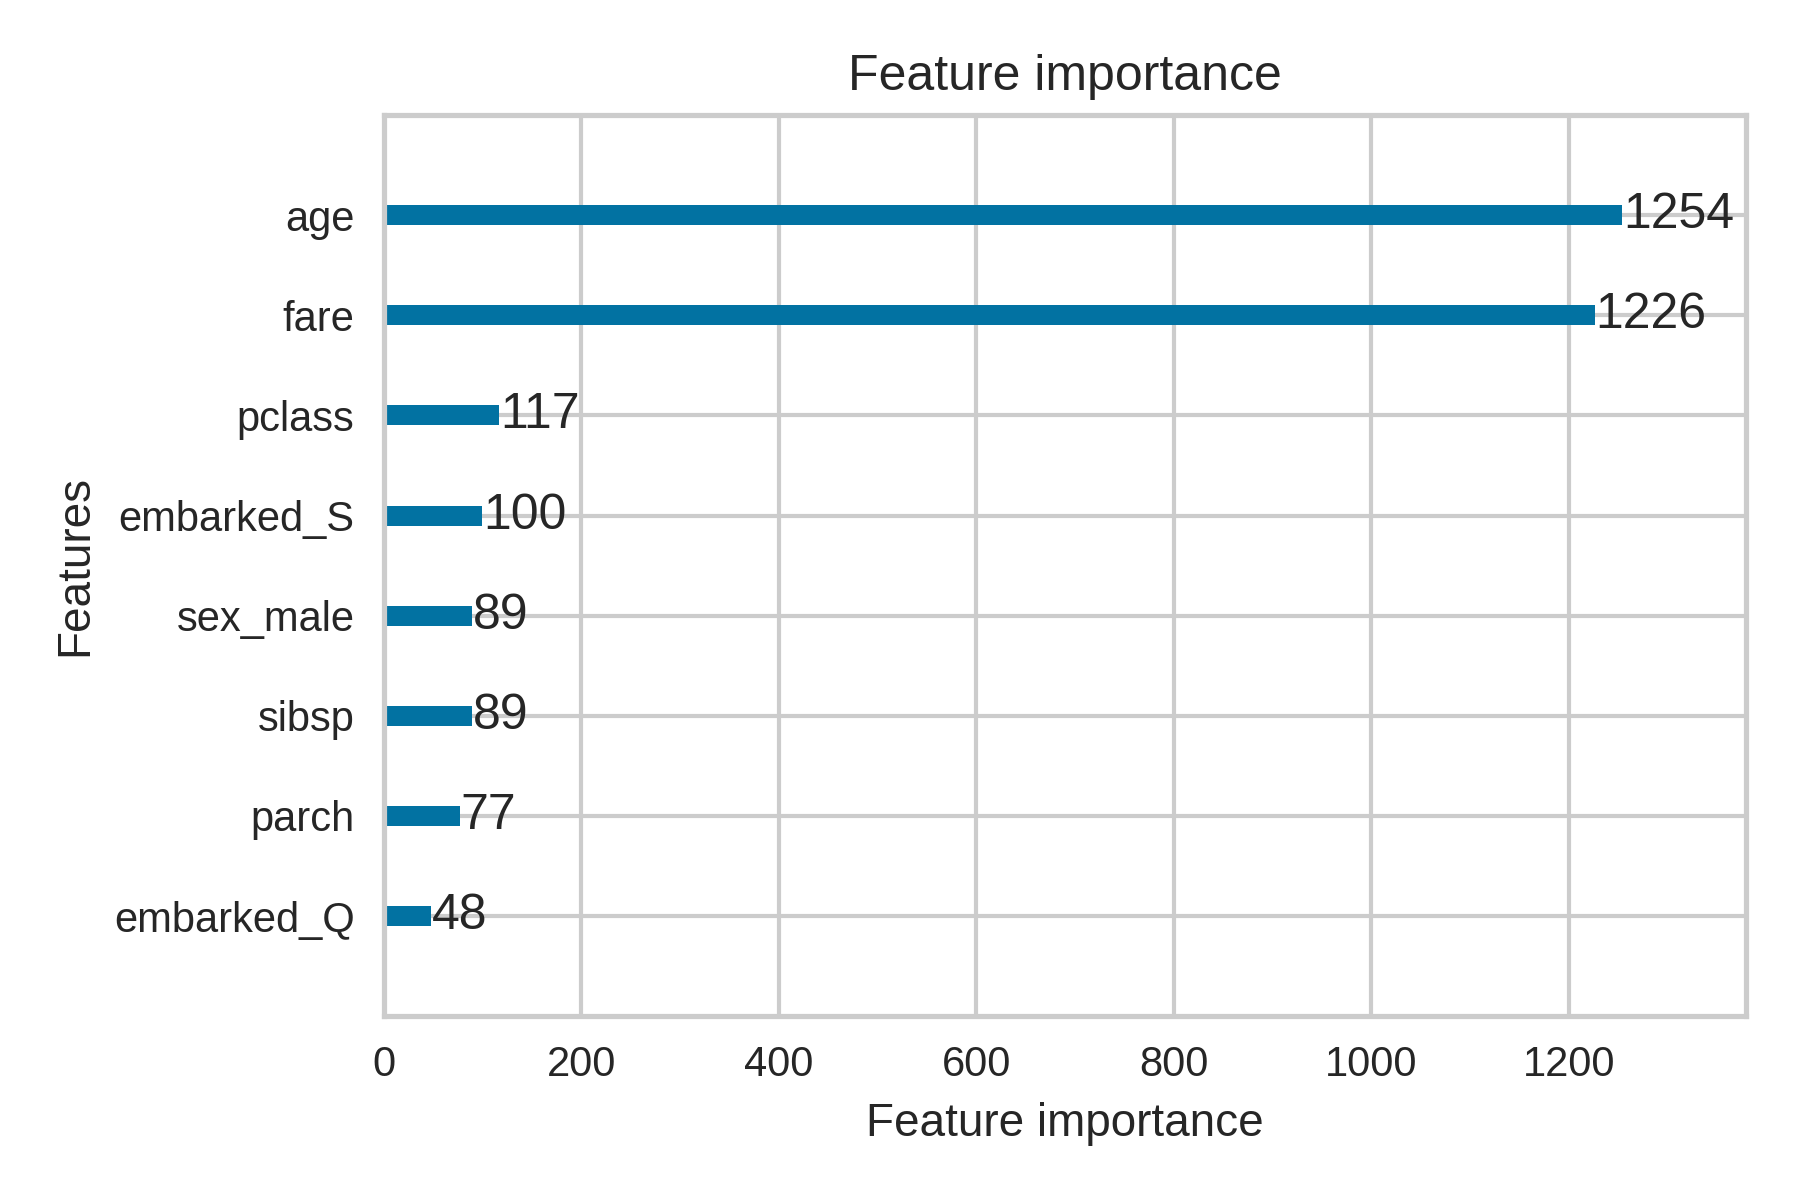 Feature importance
age 1254
fare 1226
pclass 117
embarked_S 100
sex_male 89
sibsp 89
parch 77
embarked_Q 48
Features
0 200 400 600 800 1000 1200
Feature importance